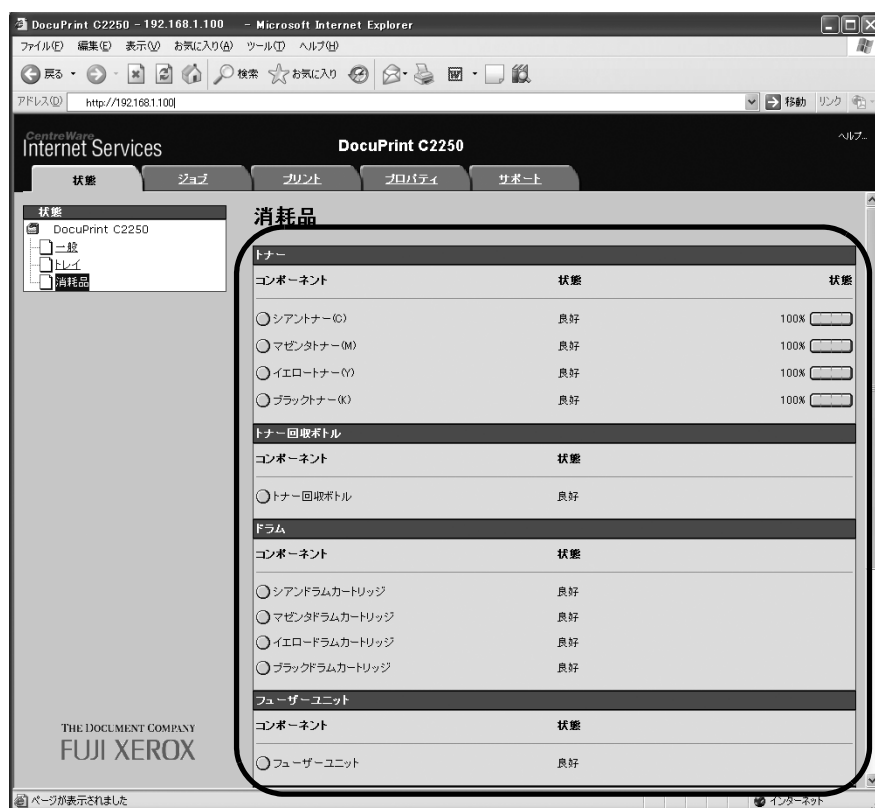 DocuPrint C2250 - 192.168.1.100 - Microsoft Internet Explorer
ファイル(F) 編集(E) 表示(V) お気に入り(A) ツール(T) ヘルプ(H)
戻る 検索 お気に入り
アドレス(D) http://192.168.1.100 移動 リンク
CentreWare
Internet Services
DocuPrint C2250
ヘルプ...
状態 ジョブ プリント プロパティ サポート
状態
DocuPrint C2250
一般
トレイ
消耗品
消耗品
トナー
コンポーネント 状態 状態
シアントナー(C) 良好 100%
マゼンタトナー(M) 良好 100%
イエロートナー(Y) 良好 100%
ブラックトナー(K) 良好 100%
トナー回収ボトル
コンポーネント 状態
トナー回収ボトル 良好
ドラム
コンポーネント 状態
シアンドラムカートリッジ 良好
マゼンタドラムカートリッジ 良好
イエロードラムカートリッジ 良好
ブラックドラムカートリッジ 良好
フューザーユニット
コンポーネント 状態
フューザーユニット 良好
THE DOCUMENT COMPANY
FUJI XEROX
ページが表示されました インターネット